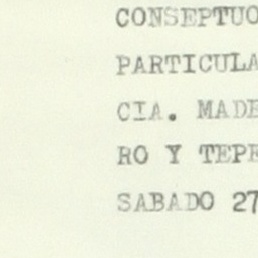 CONSEPTUO
PARTICULA
CIA. MADE
RO Y TEPE
SABADO 27